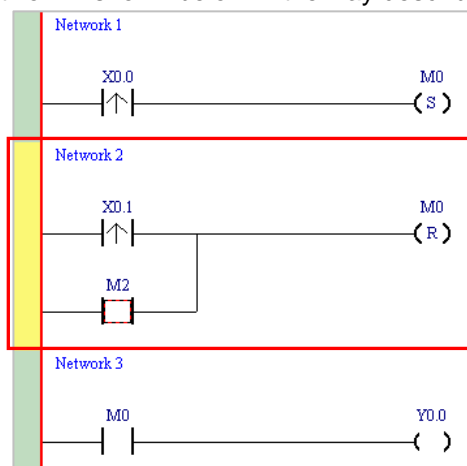 Network 1
X0.0 M0
S
Network 2
X0.1 M0
R
M2
Network 3
M0 Y0.0